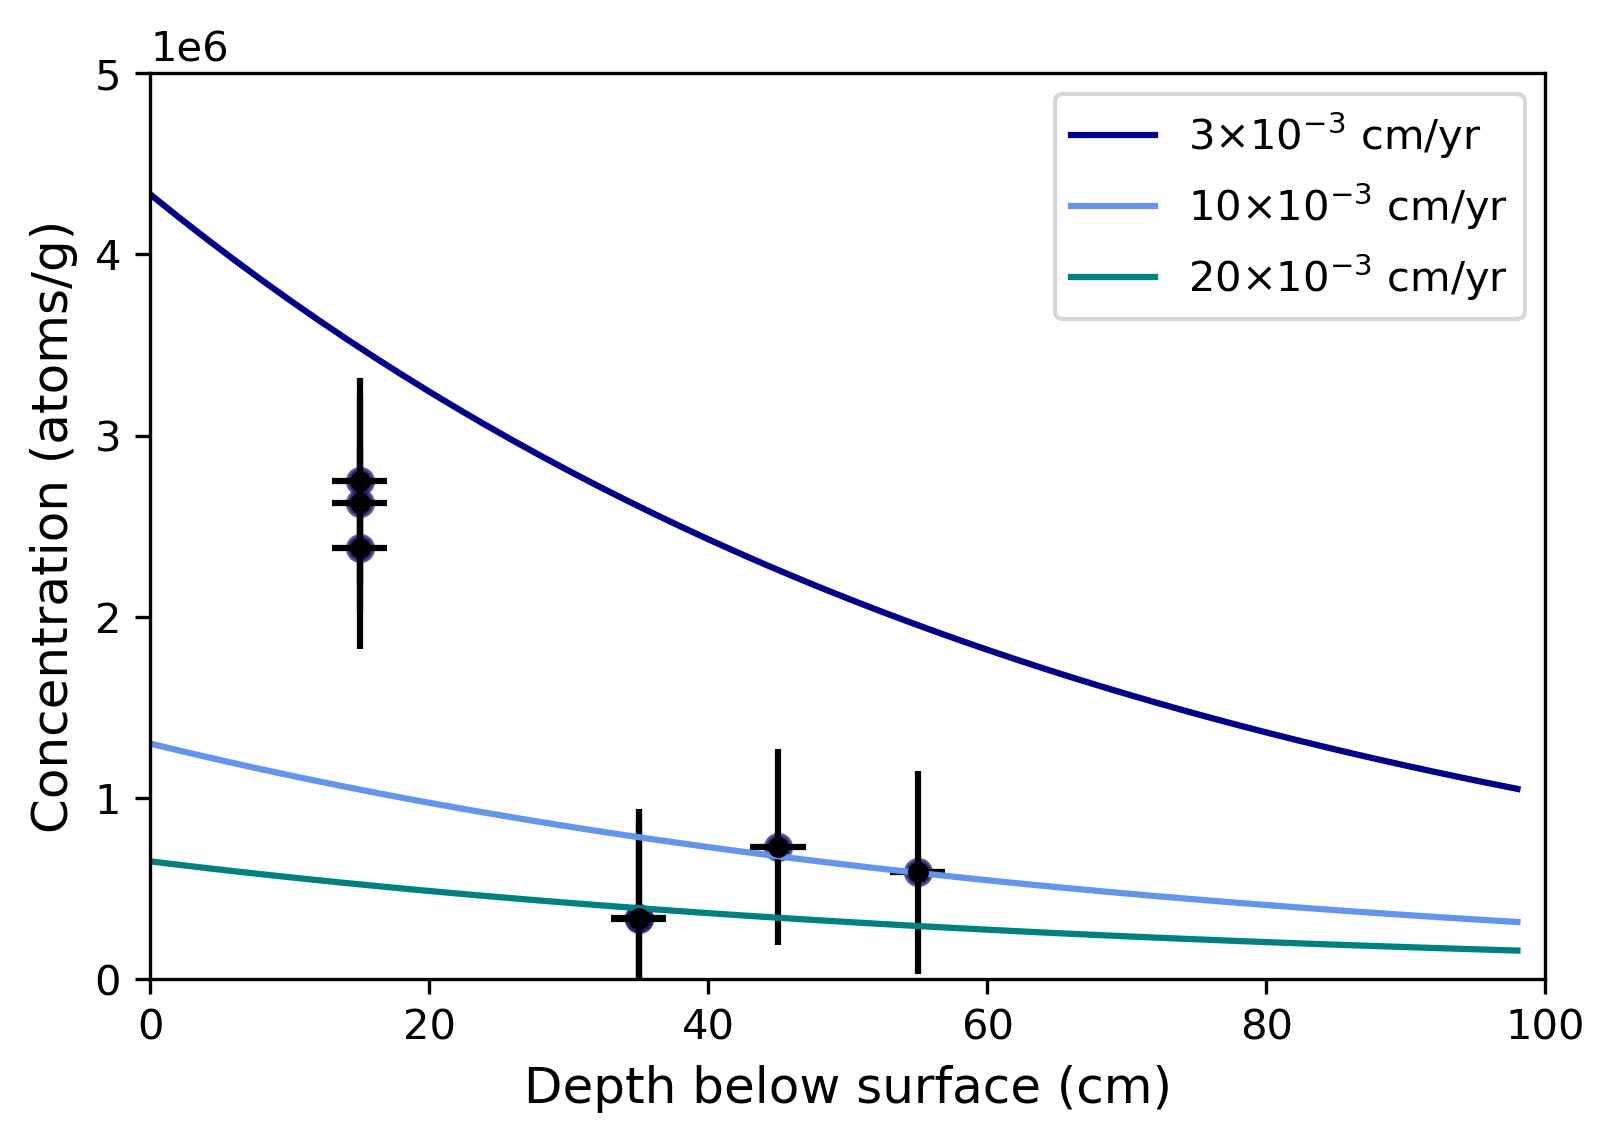 1e6
5
4
3
2
1
0
Concentration (atoms/g)
3×10⁻³ cm/yr
10×10⁻³ cm/yr
20×10⁻³ cm/yr
0 20 40 60 80 100
Depth below surface (cm)